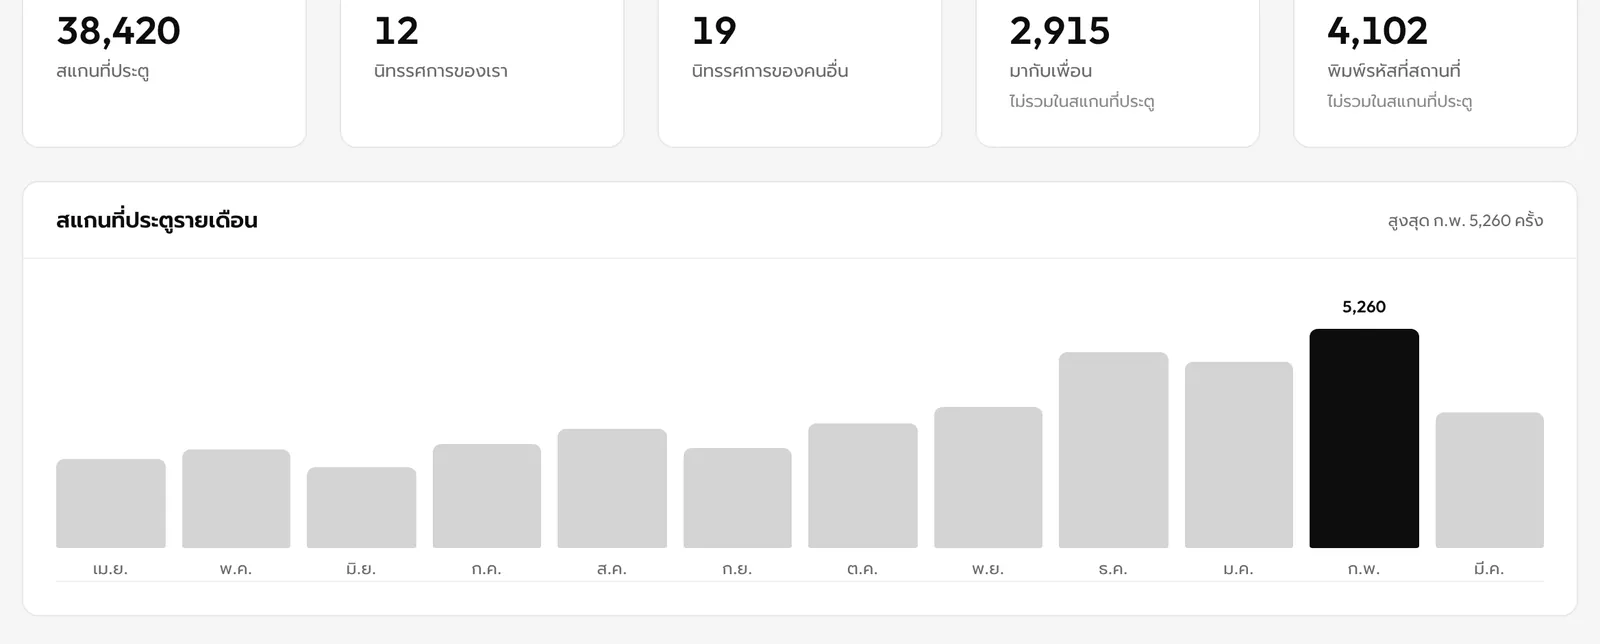 38,420
สแกนที่ประตู
12
นิทรรศการของเรา
19
นิทรรศการของคนอื่น
2,915
มากับเพื่อน
ไม่รวมในสแกนที่ประตู
4,102
พิมพ์รหัสที่สถานที่
ไม่รวมในสแกนที่ประตู
สแกนที่ประตูรายเดือน
สูงสุด ก.พ. 5,260 ครั้ง
5,260
เม.ย. พ.ค. มิ.ย. ก.ค. ส.ค. ก.ย. ต.ค. พ.ย. ธ.ค. ม.ค. ก.พ. มี.ค.